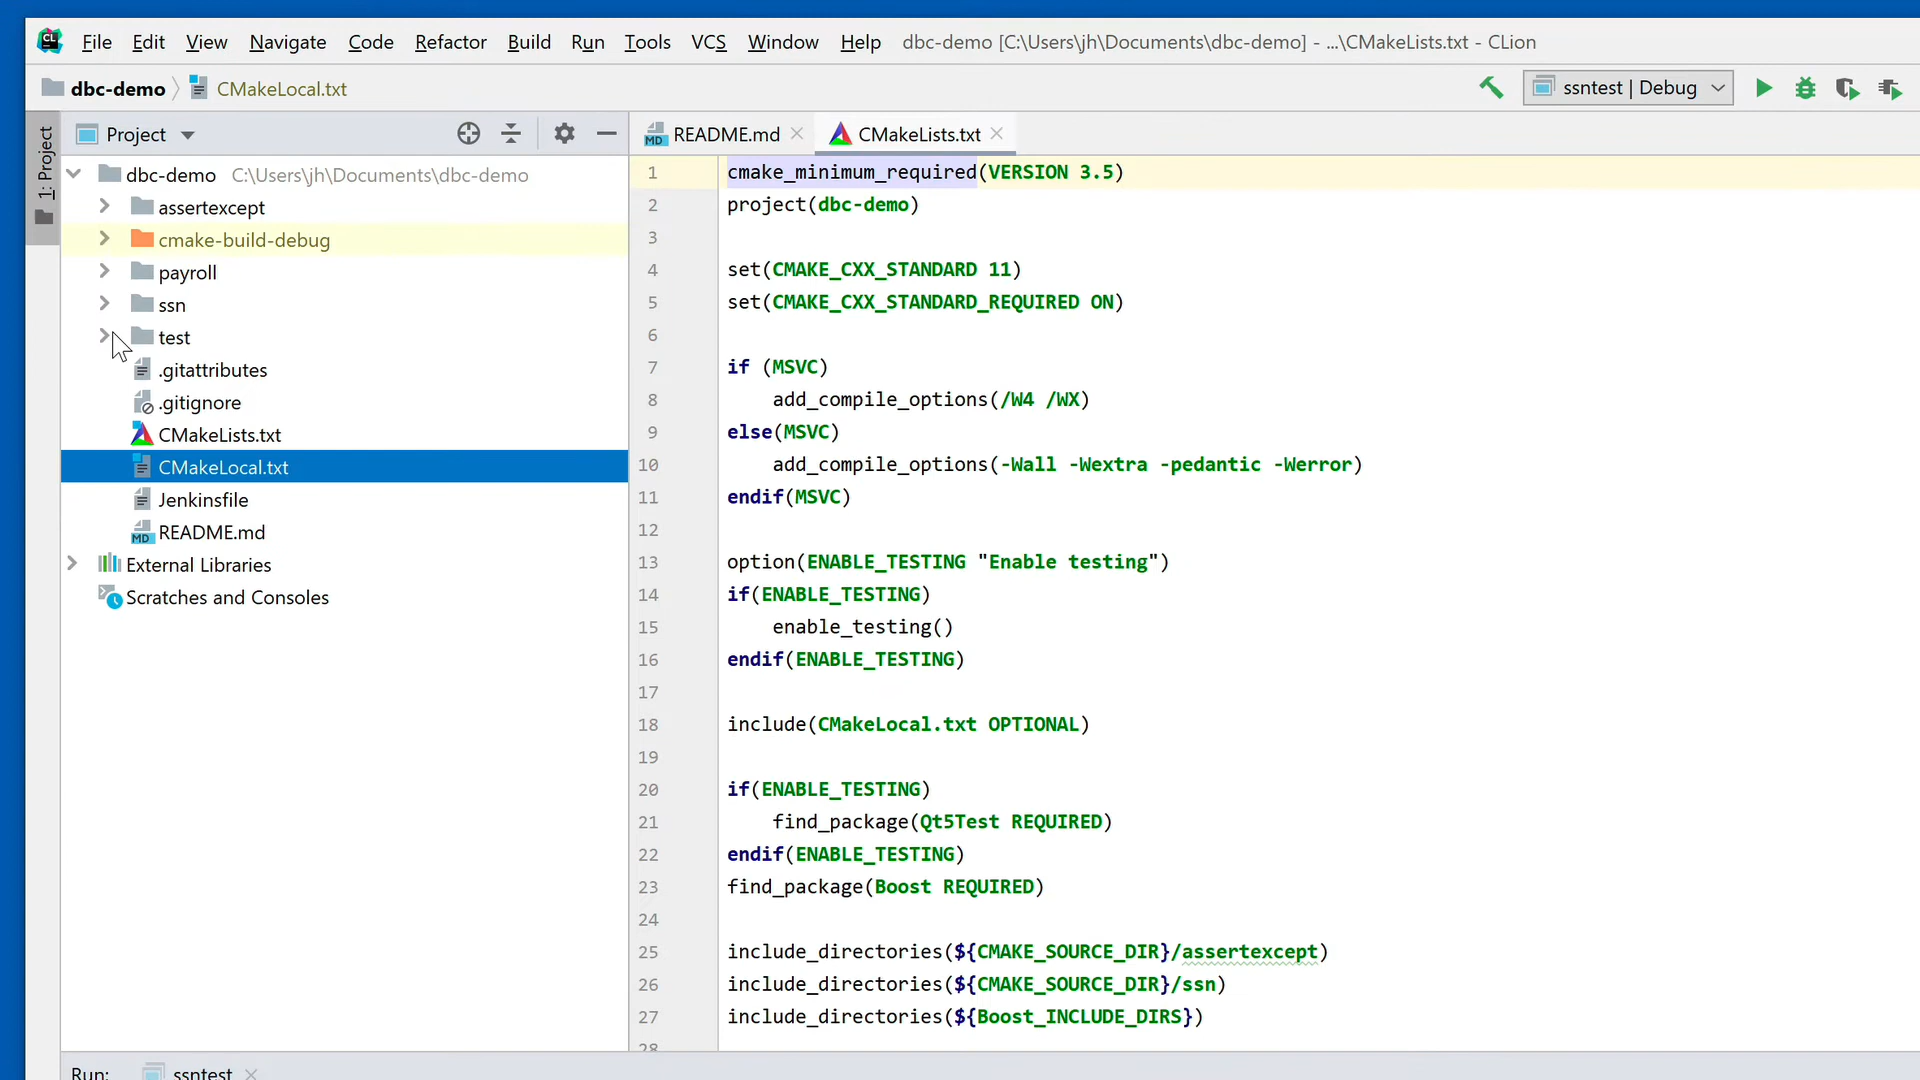 CL File Edit View Navigate Code Refactor Build Run Tools VCS Window Help dbc-demo [C:\Users\jh\Documents\dbc-demo] - ...\CMakeLists.txt - CLion
dbc-demo CMakeLocal.txt ssntest | Debug
1: Project
Project
MD README.md CMakeLists.txt
dbc-demo C:\Users\jh\Documents\dbc-demo
assertexcept
cmake-build-debug
payroll
ssn
test
.gitattributes
.gitignore
CMakeLists.txt
CMakeLocal.txt
Jenkinsfile
MD README.md
External Libraries
Scratches and Consoles
1 cmake_minimum_required(VERSION 3.5)
2 project(dbc-demo)
3
4 set(CMAKE_CXX_STANDARD 11)
5 set(CMAKE_CXX_STANDARD_REQUIRED ON)
6
7 if (MSVC)
8     add_compile_options(/W4 /WX)
9 else(MSVC)
10     add_compile_options(-Wall -Wextra -pedantic -Werror)
11 endif(MSVC)
12
13 option(ENABLE_TESTING "Enable testing")
14 if(ENABLE_TESTING)
15     enable_testing()
16 endif(ENABLE_TESTING)
17
18 include(CMakeLocal.txt OPTIONAL)
19
20 if(ENABLE_TESTING)
21     find_package(Qt5Test REQUIRED)
22 endif(ENABLE_TESTING)
23 find_package(Boost REQUIRED)
24
25 include_directories(${CMAKE_SOURCE_DIR}/assertexcept)
26 include_directories(${CMAKE_SOURCE_DIR}/ssn)
27 include_directories(${Boost_INCLUDE_DIRS})
28
Run: ssntest